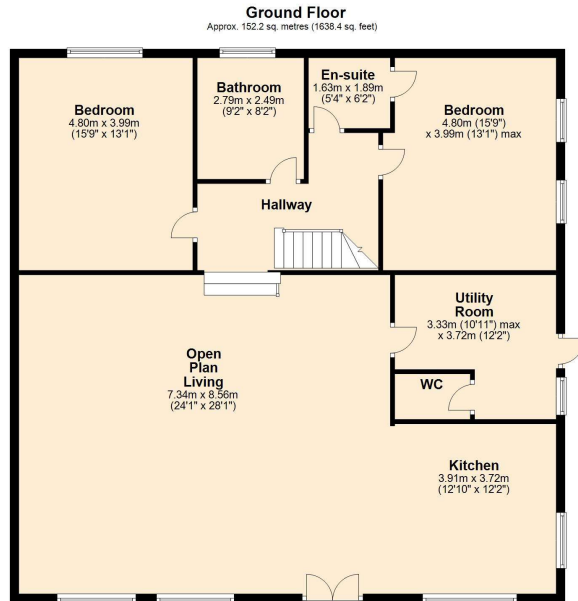 Ground Floor
Approx. 152.2 sq. metres (1638.4 sq. feet)
Bedroom
4.80m x 3.99m
(15'9" x 13'1")
Bathroom
2.79m x 2.49m
(9'2" x 8'2")
En-suite
1.63m x 1.89m
(5'4" x 6'2")
Bedroom
4.80m (15'9")
x 3.99m (13'1") max
Hallway
Utility
Room
3.33m (10'11") max
x 3.72m (12'2")
Open
Plan
Living
7.34m x 8.56m
(24'1" x 28'1")
WC
Kitchen
3.91m x 3.72m
(12'10" x 12'2")